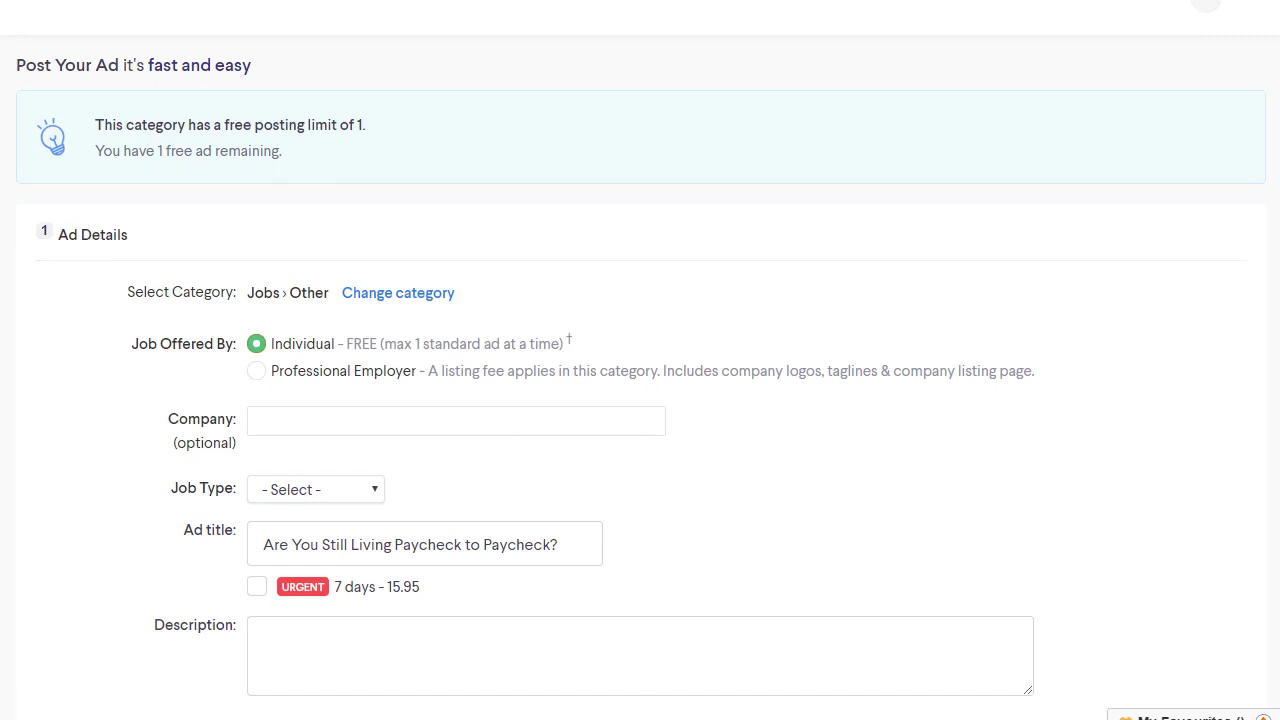 Post Your Ad it's fast and easy
This category has a free posting limit of 1.
You have 1 free ad remaining.
1 Ad Details
Select Category: Jobs › Other Change category
Job Offered By: Individual - FREE (max 1 standard ad at a time) †
Professional Employer - A listing fee applies in this category. Includes company logos, taglines & company listing page.
Company:
(optional)
Job Type: - Select -
Ad title: Are You Still Living Paycheck to Paycheck?
URGENT 7 days - 15.95
Description:
My Favourites ()